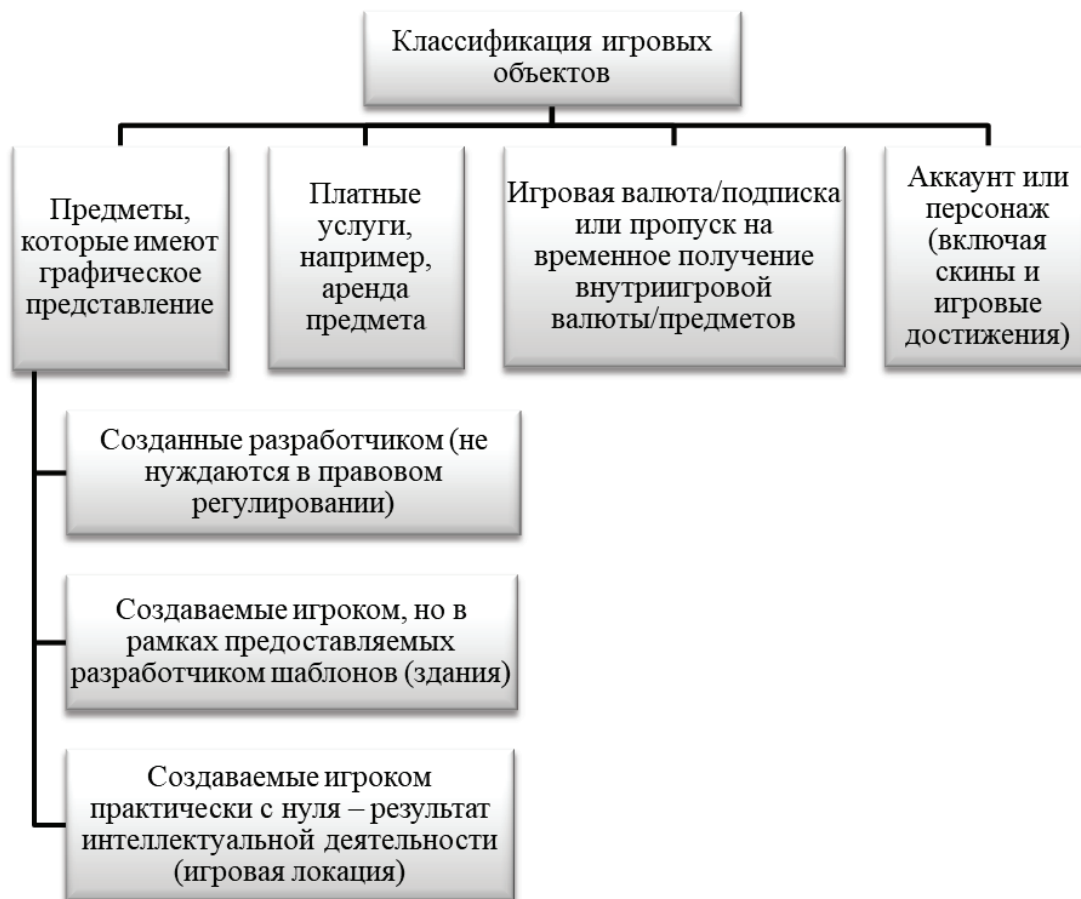 Классификация игровых
объектов
Предметы,
которые имеют
графическое
представление
Платные
услуги,
например,
аренда
предмета
Игровая валюта/подписка
или пропуск на
временное получение
внутриигровой
валюты/предметов
Аккаунт или
персонаж
(включая
скины и
игровые
достижения)
Созданные разработчиком (не
нуждаются в правовом
регулировании)
Создаваемые игроком, но в
рамках предоставляемых
разработчиком шаблонов (здания)
Создаваемые игроком
практически с нуля – результат
интеллектуальной деятельности
(игровая локация)